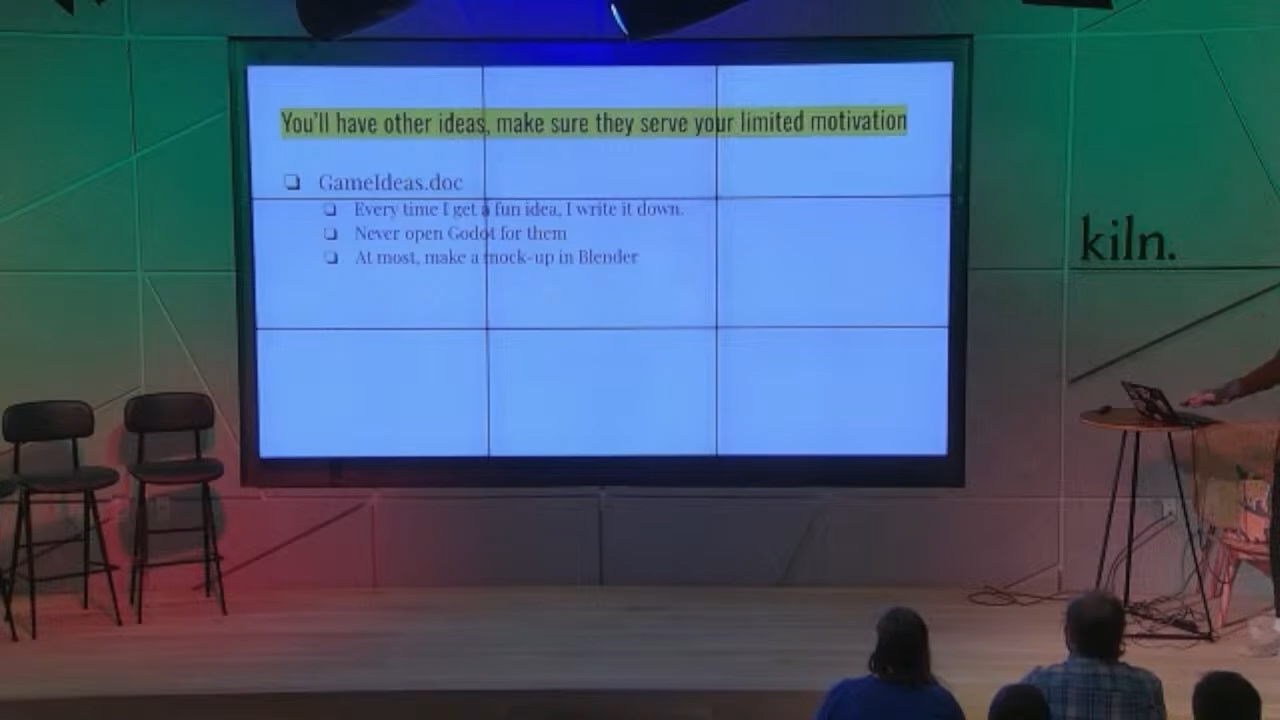 You'll have other ideas, make sure they serve your limited motivation
GameIdeas.doc
Every time I get a fun idea, I write it down.
Never open Godot for them
At most, make a mock-up in Blender
kiln.